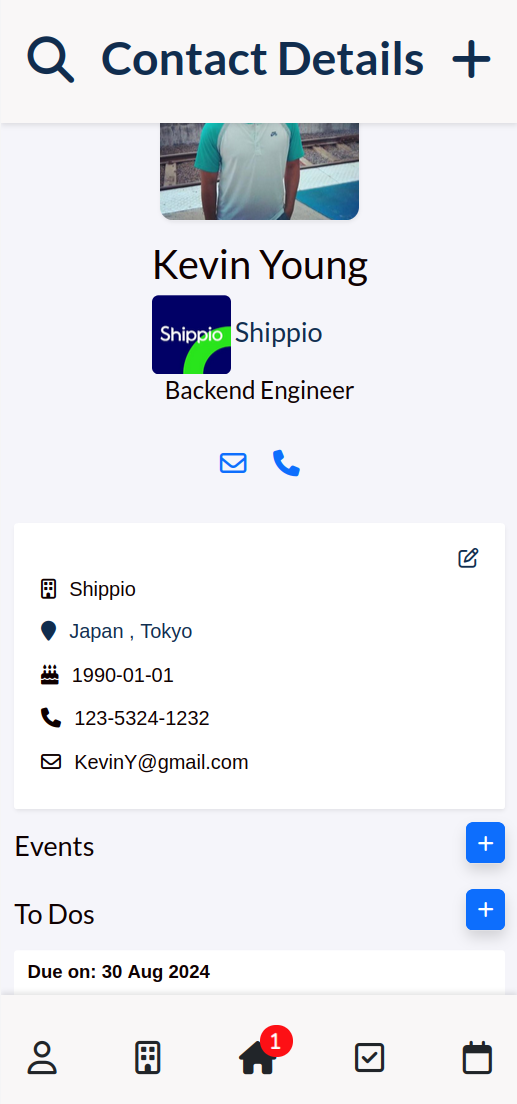 Contact Details
Kevin Young
Shippio Shippio
Backend Engineer
Shippio
Japan , Tokyo
1990-01-01
123-5324-1232
KevinY@gmail.com
Events
To Dos
Due on: 30 Aug 2024
1